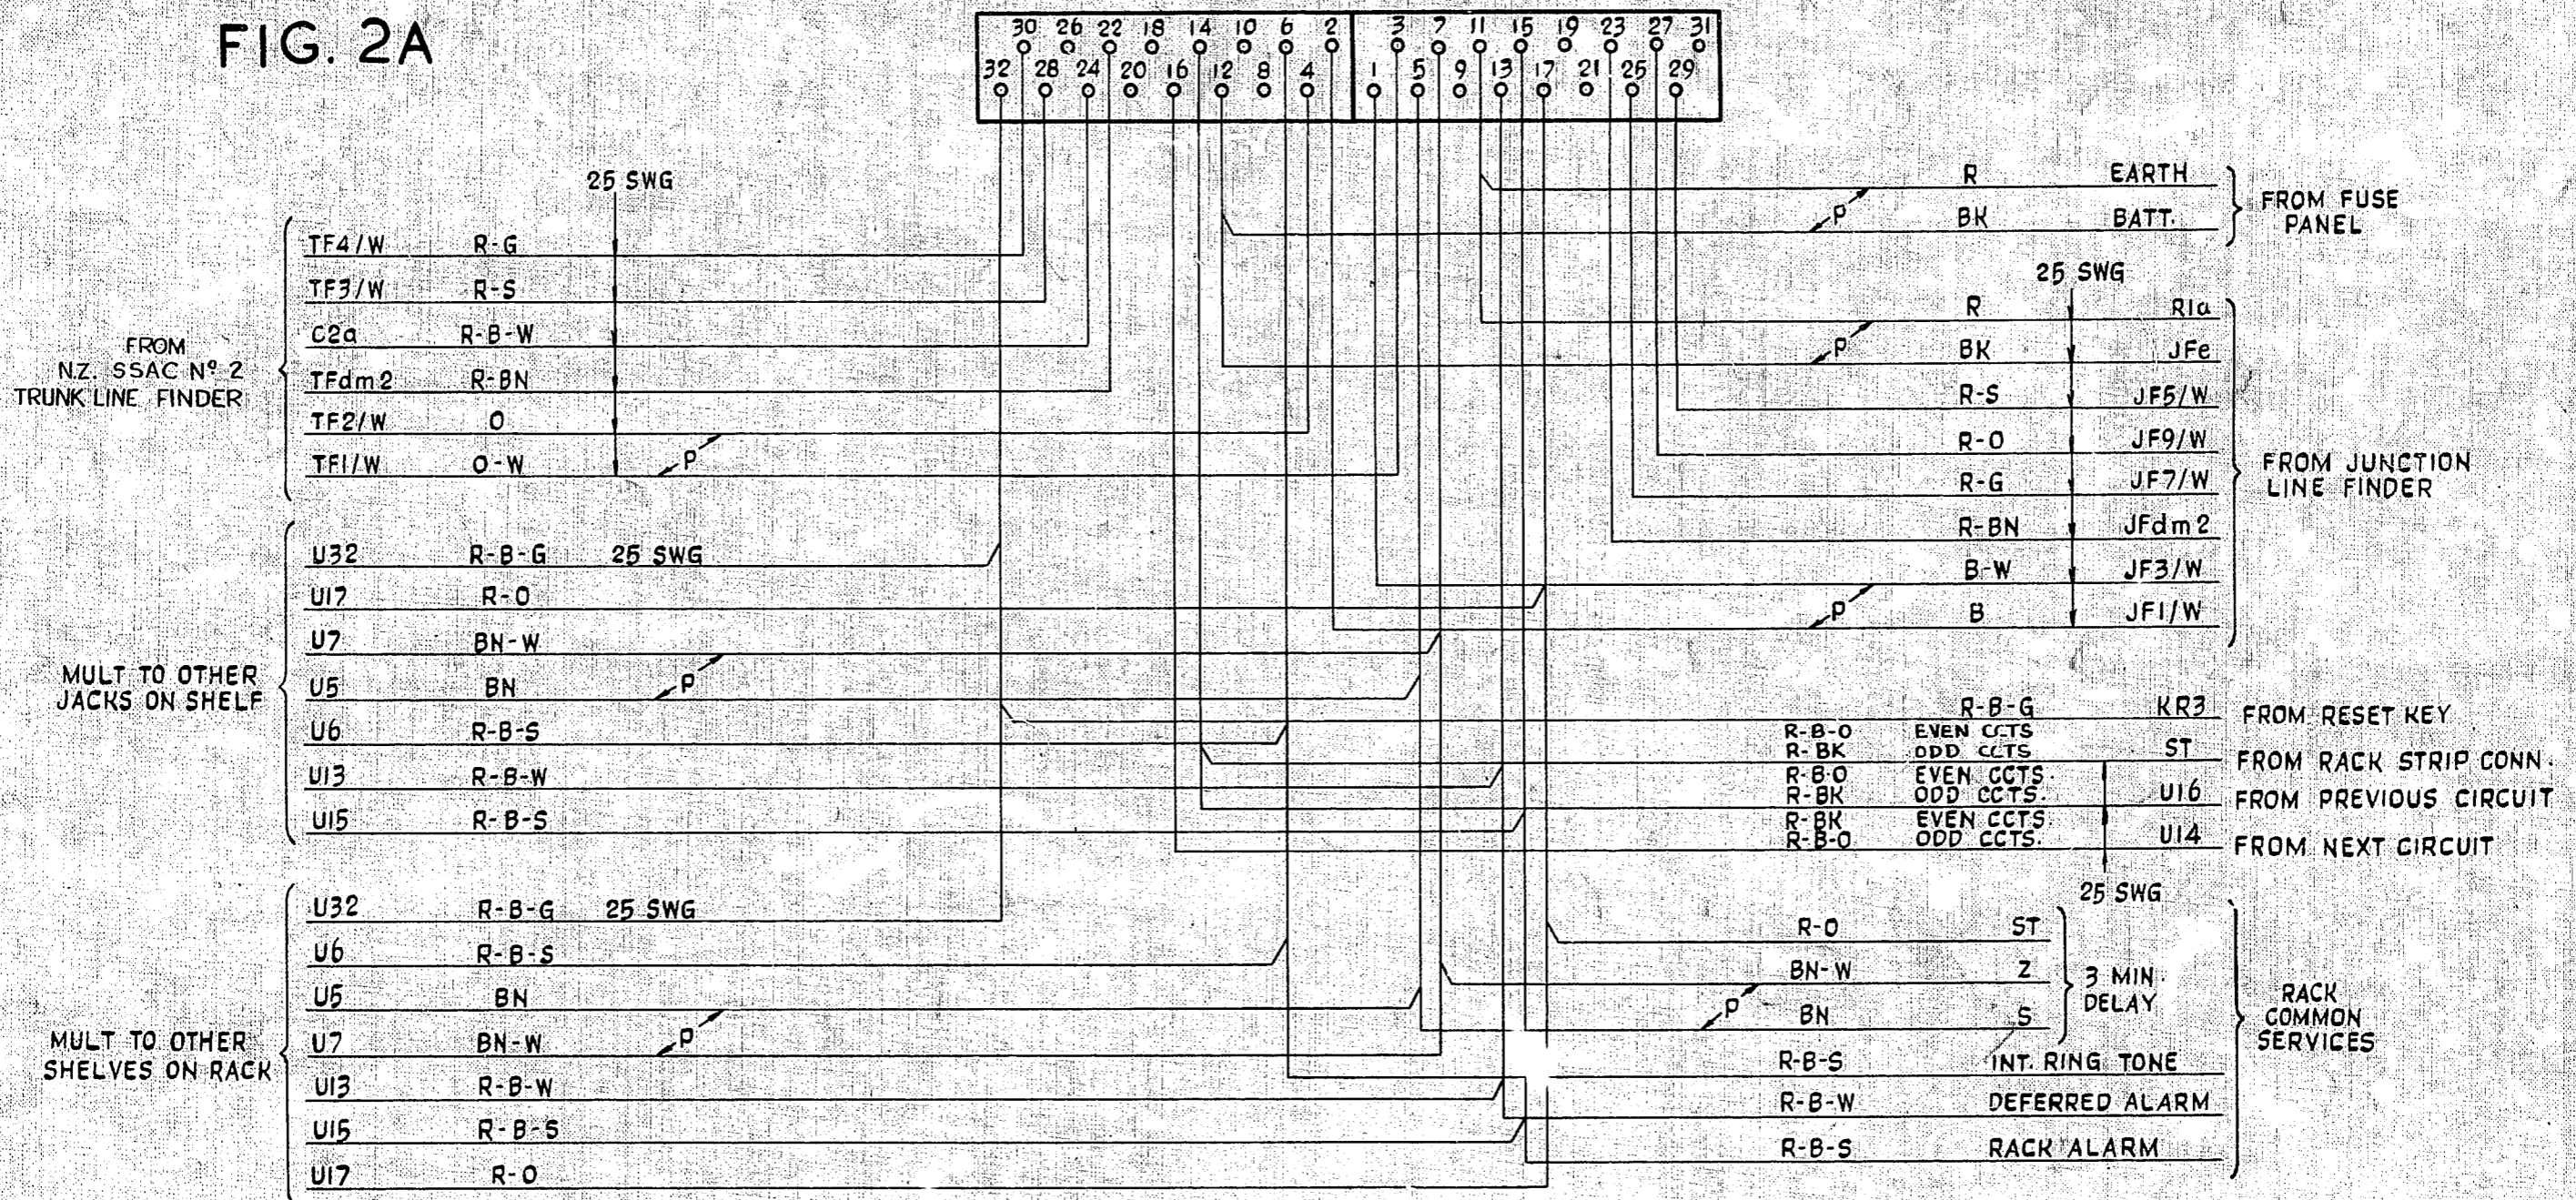 FIG. 2A
30 26 22 18 14 10 6 2 3 7 11 15 19 23 27 31
32 28 24 20 16 12 8 4 1 5 9 13 17 21 25 29
25 SWG
TF4/W R-G
TF3/W R-S
C2a R-B-W
TFdm2 R-BN
TF2/W O
TF1/W O-W
P
FROM
N.Z. SSAC Nº 2
TRUNK LINE FINDER
U32 R-B-G 25 SWG
U17 R-O
U7 BN-W
U5 BN
P
U6 R-B-S
U13 R-B-W
U15 R-B-S
MULT TO OTHER
JACKS ON SHELF
U32 R-B-G 25 SWG
U6 R-B-S
U5 BN
U7 BN-W
P
U13 R-B-W
U15 R-B-S
U17 R-O
MULT TO OTHER
SHELVES ON RACK
R EARTH
P BK BATT.
FROM FUSE
PANEL
25 SWG
R R1a
P BK JFe
R-S JF5/W
R-O JF9/W
R-G JF7/W
R-BN JFdm2
B-W JF3/W
P B JF1/W
FROM JUNCTION
LINE FINDER
R-B-G KR3 FROM RESET KEY
R-B-O EVEN CCTS
R-BK ODD CCTS ST FROM RACK STRIP CONN.
R-B-O EVEN CCTS.
R-BK ODD CCTS. U16 FROM PREVIOUS CIRCUIT
R-BK EVEN CCTS.
R-B-O ODD CCTS. U14 FROM NEXT CIRCUIT
25 SWG
R-O ST
BN-W Z
P BN S
3 MIN.
DELAY
R-B-S INT. RING TONE
R-B-W DEFERRED ALARM
R-B-S RACK ALARM
RACK
COMMON
SERVICES